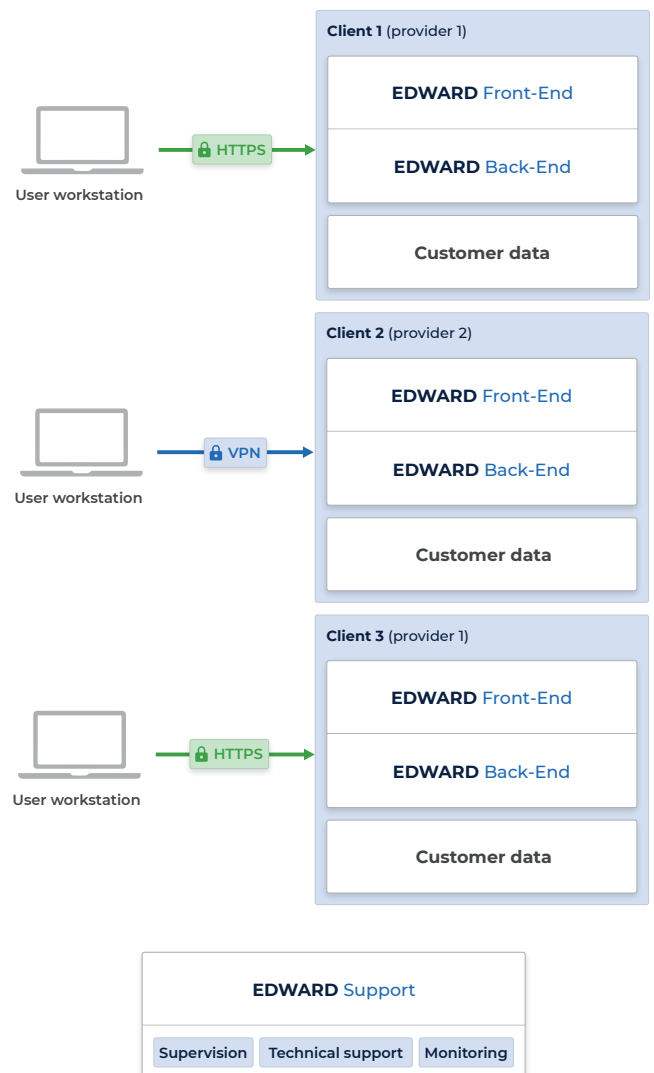 Client 1 (provider 1)
EDWARD Front-End
HTTPS
EDWARD Back-End
User workstation
Customer data
Client 2 (provider 2)
EDWARD Front-End
VPN
EDWARD Back-End
User workstation
Customer data
Client 3 (provider 1)
EDWARD Front-End
HTTPS
EDWARD Back-End
User workstation
Customer data
EDWARD Support
Supervision Technical support Monitoring